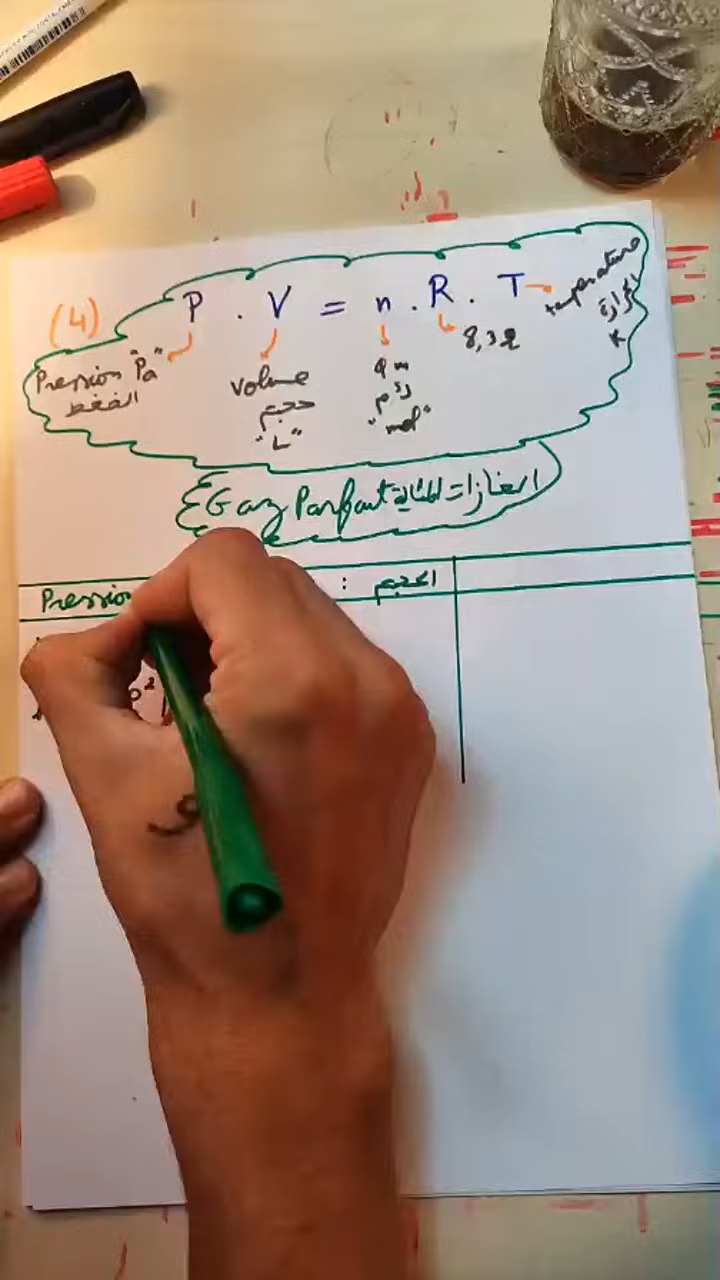 (4) P . V = n . R . T → temperature
الحرارة
K
8,32
Pression "Pa"
الضغط
volume
حجم
"L"
"mol"
Gaz Parfait الغازات المثالية
Pression : الحجم